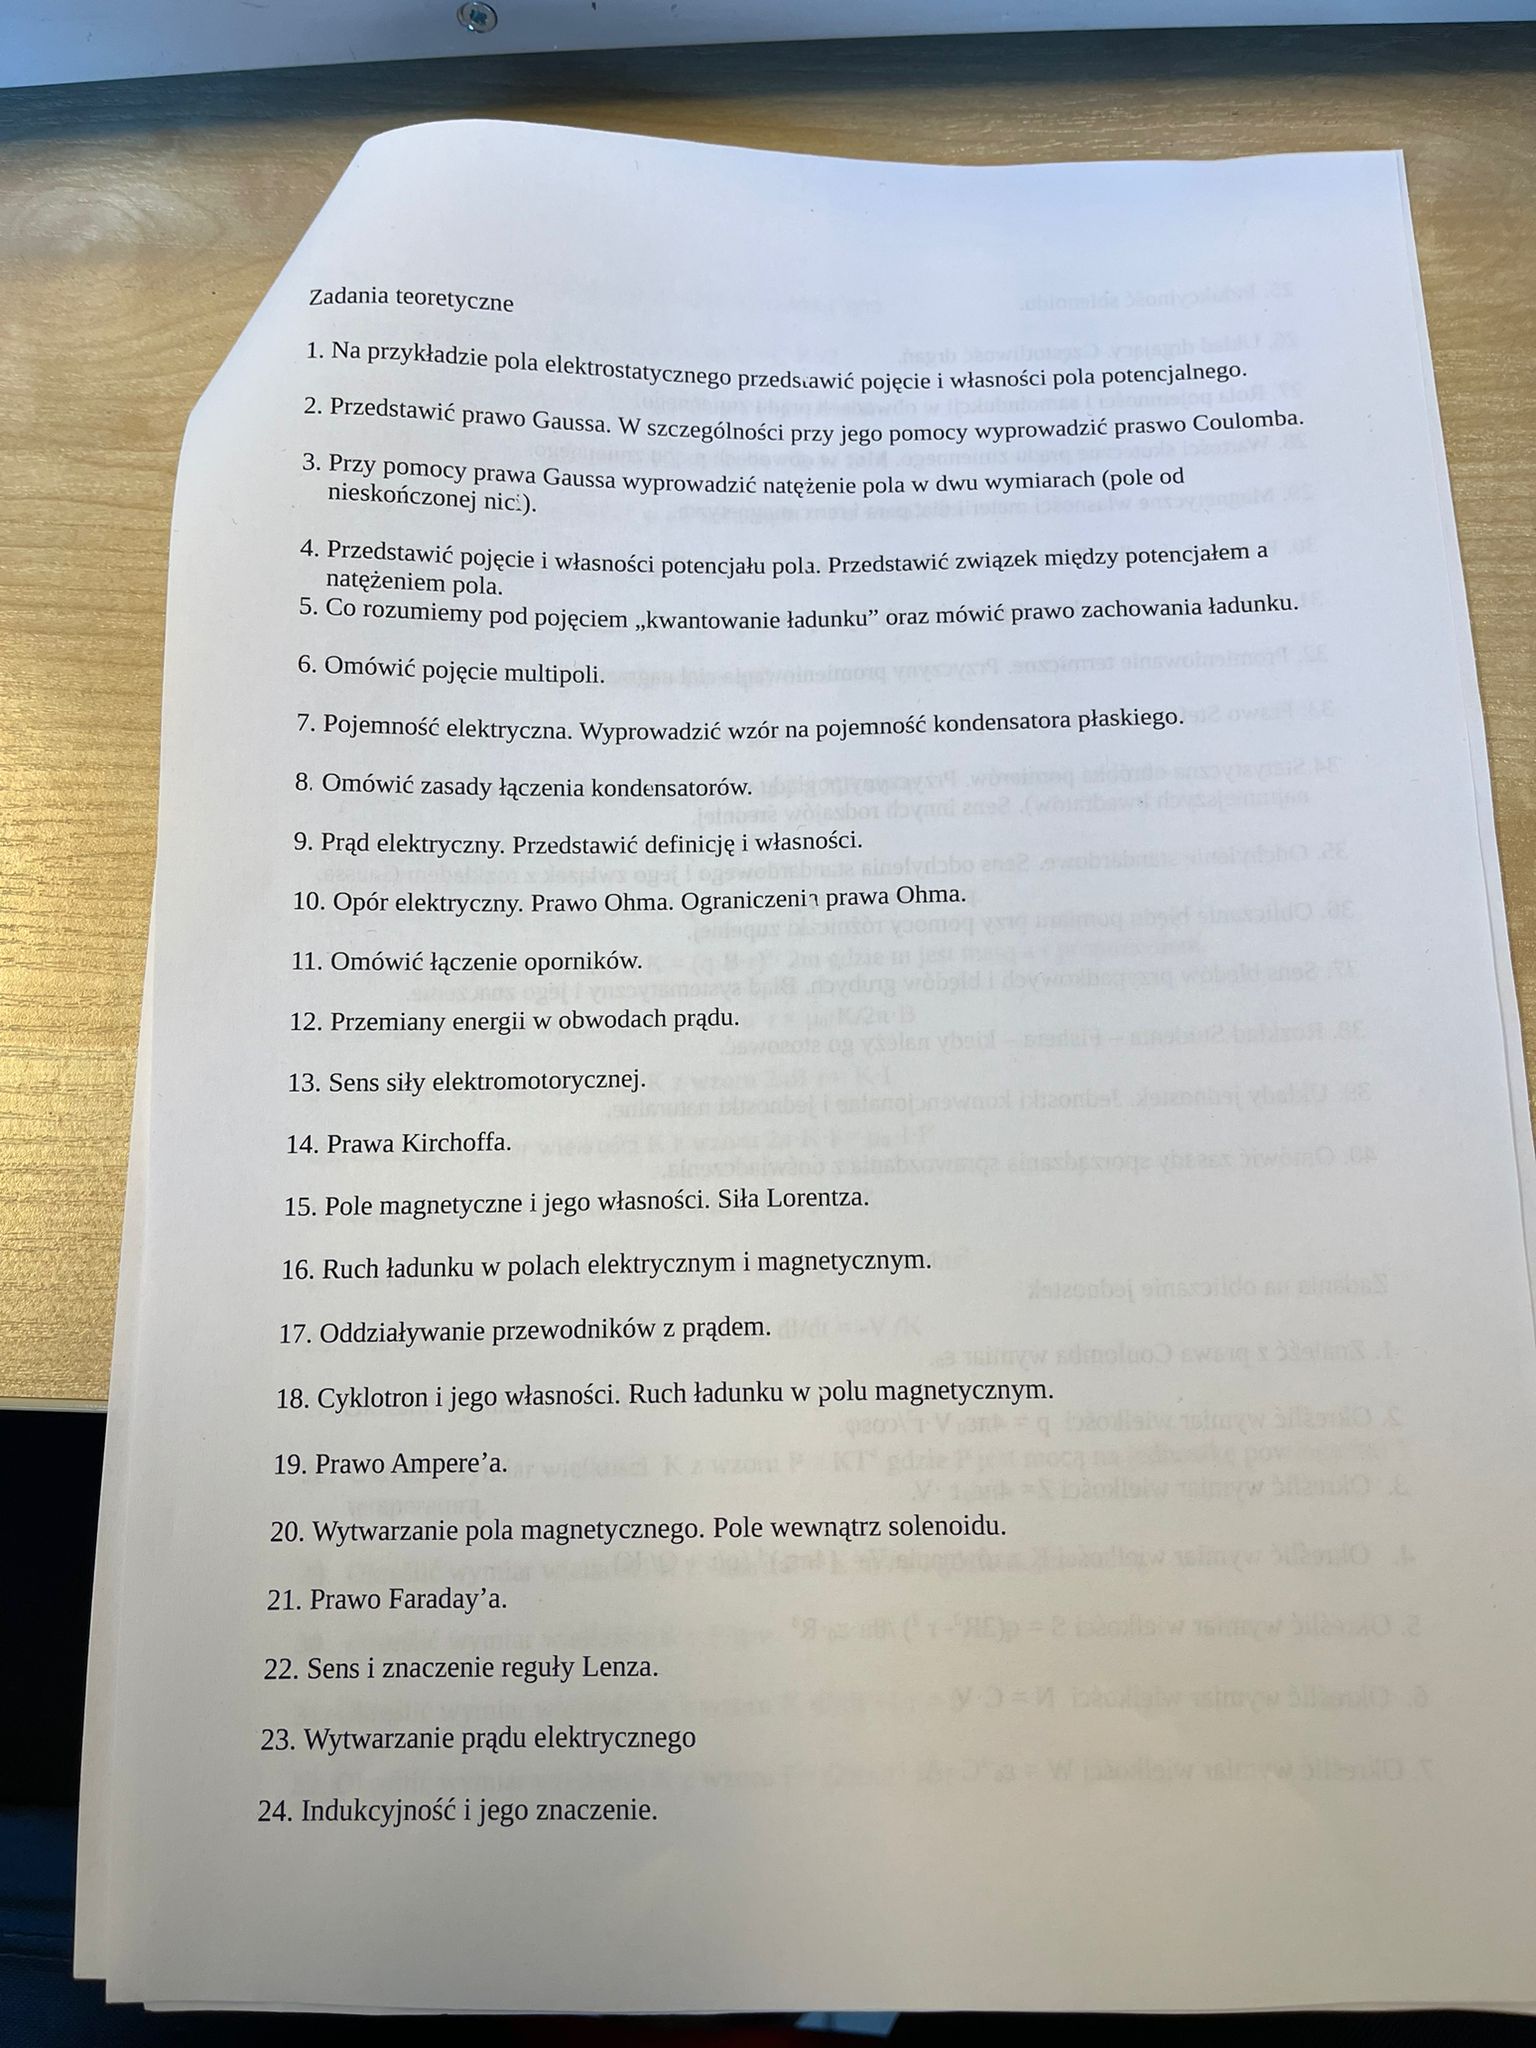 Zadania teoretyczne
1. Na przykładzie pola elektrostatycznego przedstawić pojęcie i własności pola potencjalnego.
2. Przedstawić prawo Gaussa. W szczególności przy jego pomocy wyprowadzić praswo Coulomba.
3. Przy pomocy prawa Gaussa wyprowadzić natężenie pola w dwu wymiarach (pole od
nieskończonej nici).
4. Przedstawić pojęcie i własności potencjału pola. Przedstawić związek między potencjałem a
natężeniem pola.
5. Co rozumiemy pod pojęciem „kwantowanie ładunku” oraz mówić prawo zachowania ładunku.
6. Omówić pojęcie multipoli.
7. Pojemność elektryczna. Wyprowadzić wzór na pojemność kondensatora płaskiego.
8. Omówić zasady łączenia kondensatorów.
9. Prąd elektryczny. Przedstawić definicję i własności.
10. Opór elektryczny. Prawo Ohma. Ograniczenia prawa Ohma.
11. Omówić łączenie oporników.
12. Przemiany energii w obwodach prądu.
13. Sens siły elektromotorycznej.
14. Prawa Kirchoffa.
15. Pole magnetyczne i jego własności. Siła Lorentza.
16. Ruch ładunku w polach elektrycznym i magnetycznym.
17. Oddziaływanie przewodników z prądem.
18. Cyklotron i jego własności. Ruch ładunku w polu magnetycznym.
19. Prawo Ampere’a.
20. Wytwarzanie pola magnetycznego. Pole wewnątrz solenoidu.
21. Prawo Faraday’a.
22. Sens i znaczenie reguły Lenza.
23. Wytwarzanie prądu elektrycznego
24. Indukcyjność i jego znaczenie.